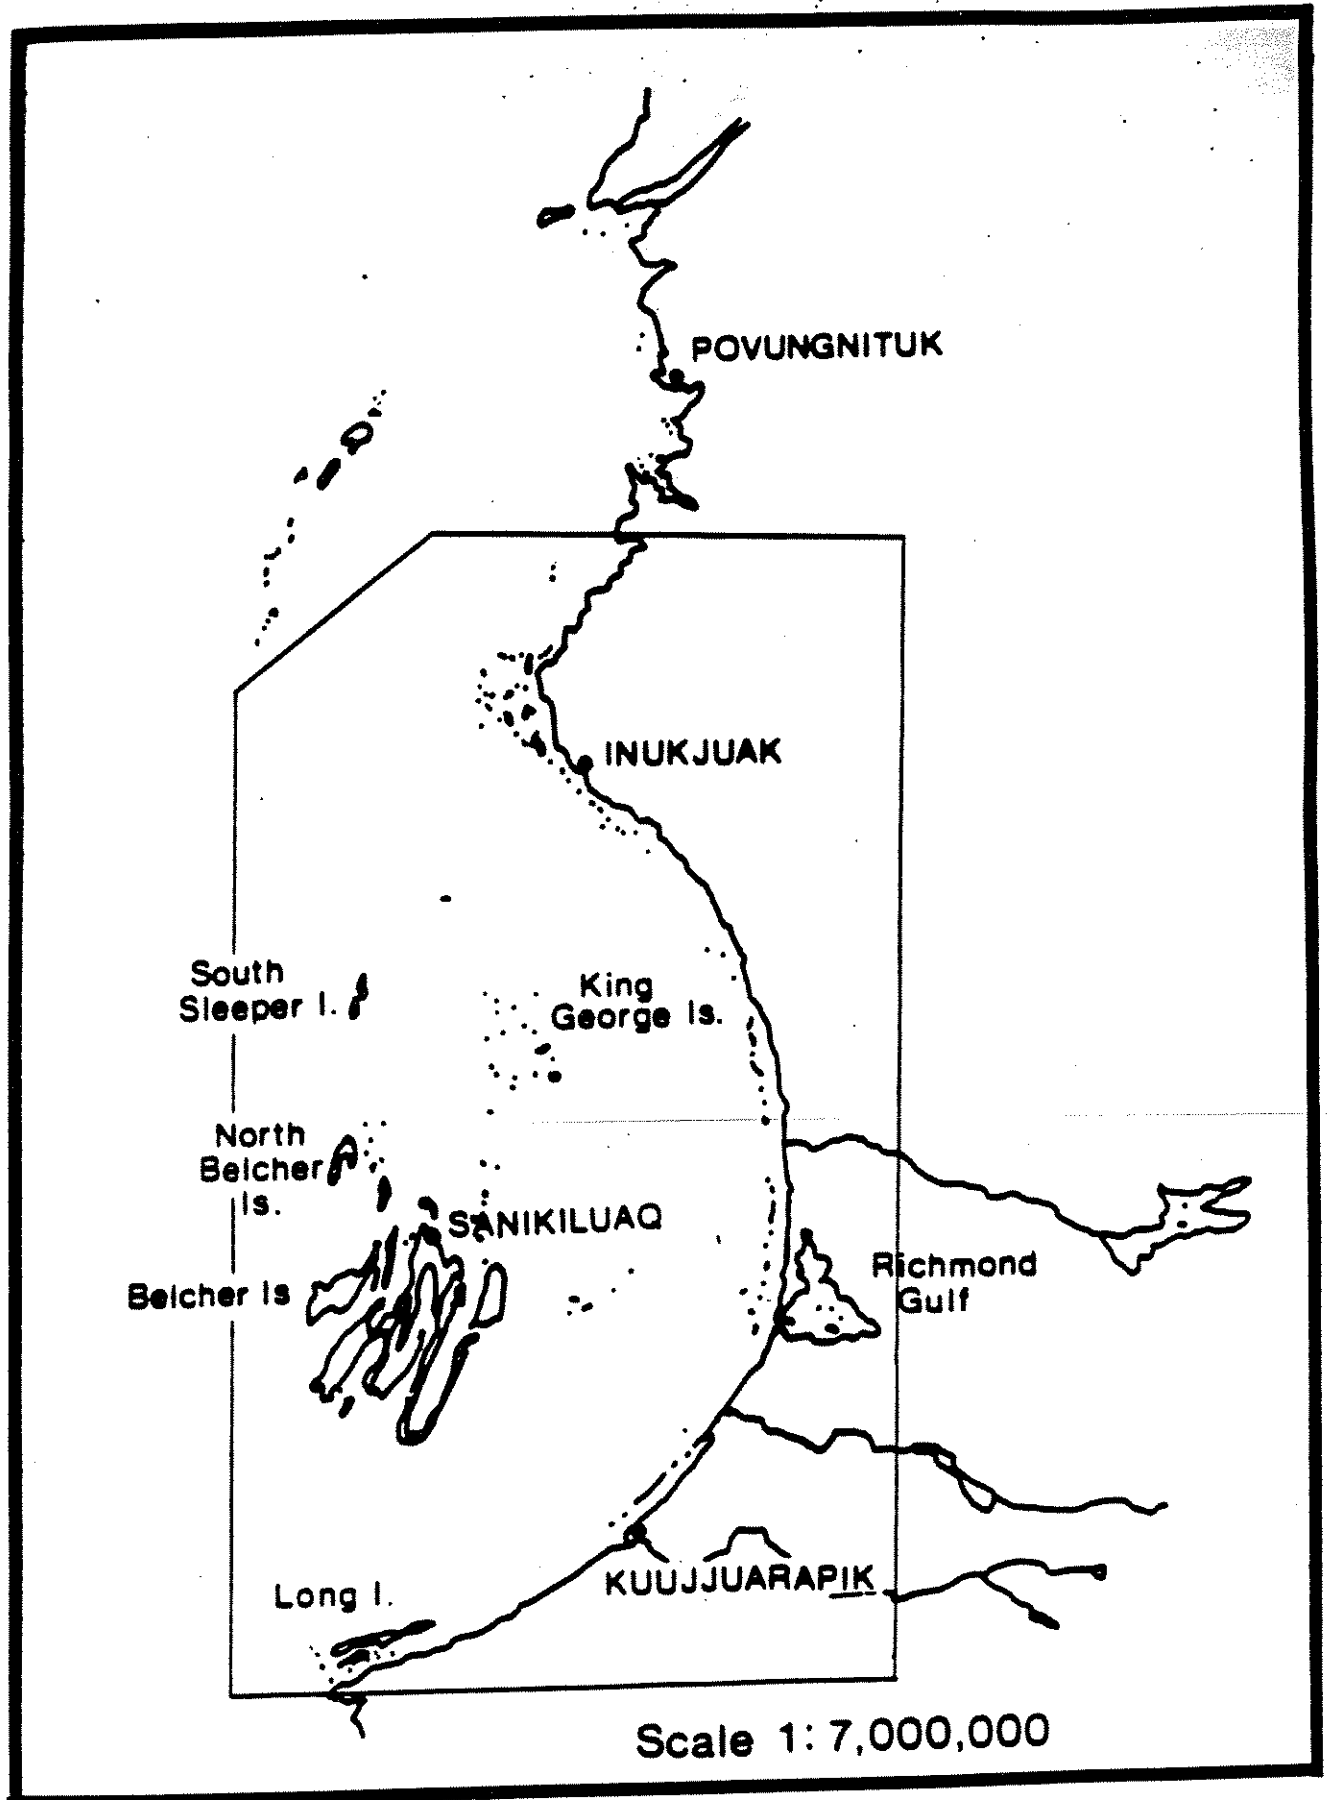 POVUNGNITUK
INUKJUAK
South
Sleeper I.
King
George Is.
North
Belcher
Is.
SANIKILUAQ
Belcher Is
Richmond
Gulf
KUUJJUARAPIK
Long I.
Scale 1: 7,000,000